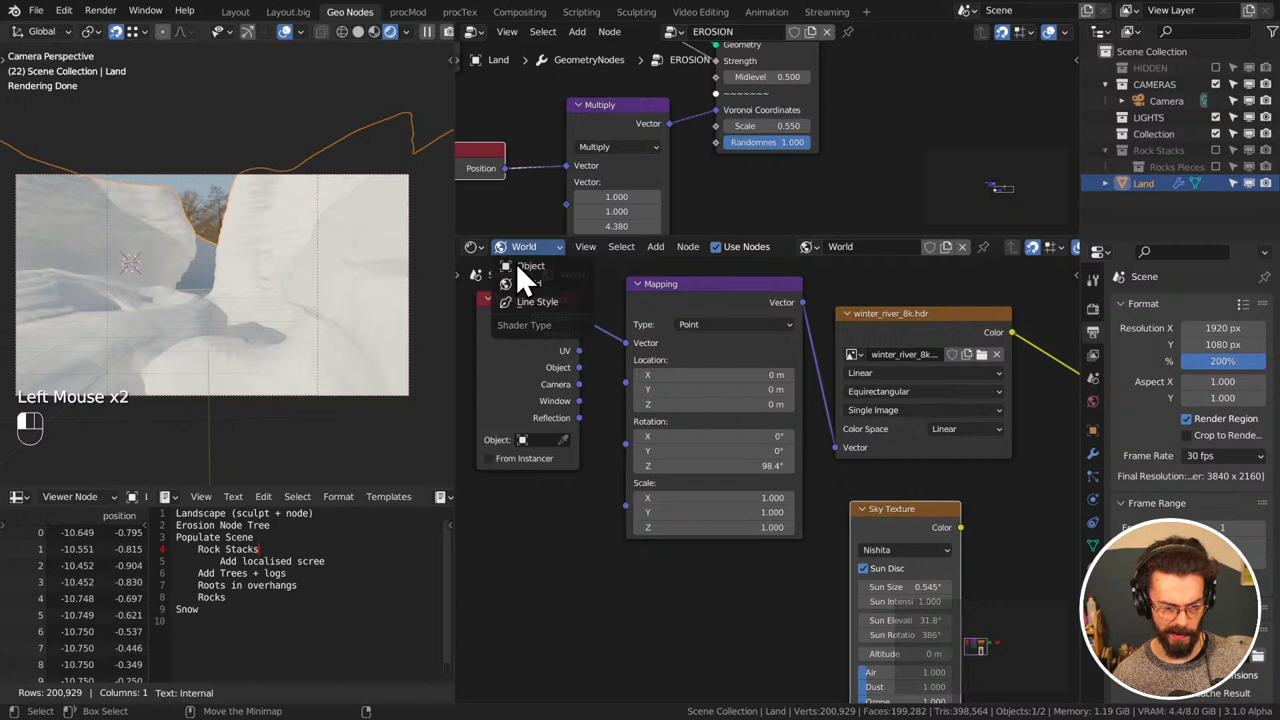 File Edit Render Window Help Layout Layout.big Geo Nodes procMod procTex Compositing Scripting Sculpting Video Editing Animation Streaming Scene View Layer
Global
Camera Perspective
(22) Scene Collection | Land
Rendering Done
Left Mouse x2
View Select Add Node EROSION
Land GeometryNodes EROSION
Geometry
Strength
Midlevel 0.500
~~~~~~~
Voronoi Coordinates
Scale 0.550
Randomnes 1.000
Multiply
Vector
Multiply
Vector
Vector:
1.000
1.000
4.380
Position
World View Select Add Node Use Nodes World
Object
Line Style
Shader Type
UV
Object
Camera
Window
Reflection
Object:
From Instancer
Mapping
Vector
Type: Point
Vector
Location:
X 0 m
Y 0 m
Z 0 m
Rotation:
X 0°
Y 0°
Z 98.4°
Scale:
X 1.000
Y 1.000
Z 1.000
winter_river_8k.hdr
Color
winter_river_8k....
Linear
Equirectangular
Single Image
Color Space Linear
Vector
Sky Texture
Color
Nishita
Sun Disc
Sun Size 0.545°
Sun Intensi 1.000
Sun Elevati 31.8°
Sun Rotatio 386°
Altitude 0 m
Air 1.000
Dust 1.000
Scene Collection
HIDDEN
CAMERAS
Camera
LIGHTS
Collection
Rock Stacks
Rocks Pieces
Land
Scene
Format
Resolution X 1920 px
Y 1080 px
% 200%
Aspect X 1.000
Y 1.000
Render Region
Crop to Rende...
Frame Rate 30 fps
Final Resolution:...er 3840 x 2160]
Viewer Node
position
0 -10.649 -0.795
1 -10.551 -0.815
2 -10.452 -0.904
3 -10.452 -0.830
4 -10.748 -0.697
5 -10.749 -0.621
6 -10.750 -0.537
7 -10.750 -0.446
8 -10.750 -0.349
Rows: 200,929 | Columns: 1
View Text Edit Select Format Templates
1 Landscape (sculpt + node)
2 Erosion Node Tree
3 Populate Scene
4 Rock Stacks
5 Add localised scree
6 Add Trees + logs
7 Roots in overhangs
8 Rocks
9 Snow
10
Text: Internal
Select Box Select Hide the Minimap Scene Collection | Land | Verts:200,929 | Faces:199,282 | Tris:398,564 | Objects:1/2 | Memory: 1.19 GiB | VRAM: 4.4/8.0 GiB | 3.1.0 Alpha